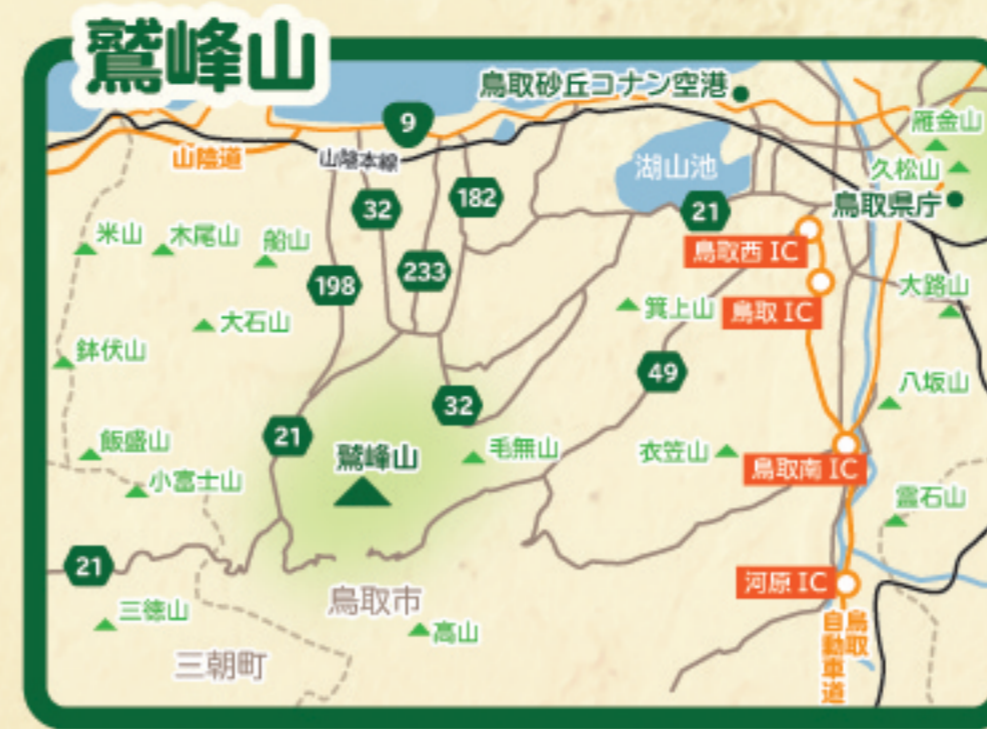 鷲峰山
鳥取砂丘コナン空港
9
雁金山
山陰道
山陰本線
湖山池
久松山
182
32
21
鳥取県庁
米山
木尾山
船山
鳥取西 IC
233
198
大路山
箕上山
鳥取 IC
大石山
鉢伏山
49
八坂山
32
21
飯盛山
鷲峰山
毛無山
衣笠山
鳥取南 IC
小富士山
霊石山
21
河原 IC
鳥取市
三徳山
高山
鳥取
自動車道
三朝町